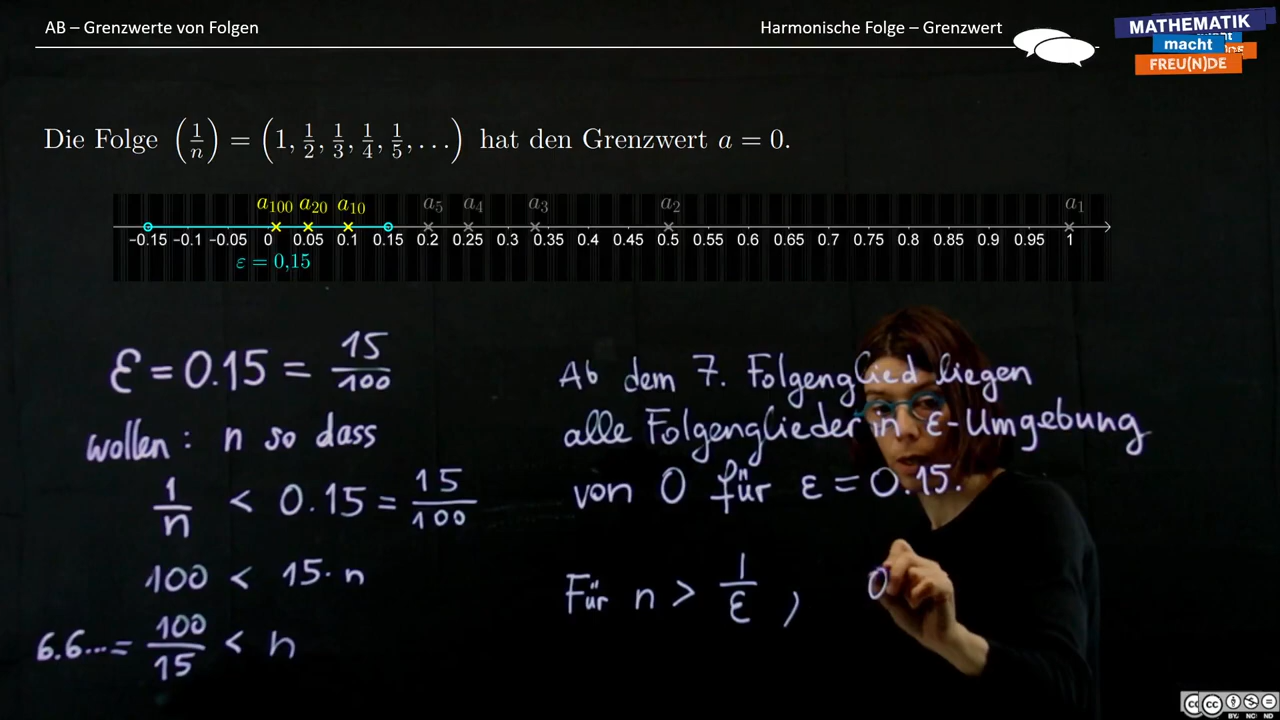 AB – Grenzwerte von Folgen
Harmonische Folge – Grenzwert
MATHEMATIK
macht
FREU(N)DE
Die Folge (1/n) = (1, 1/2, 1/3, 1/4, 1/5, ...) hat den Grenzwert a = 0.
a₁₀₀ a₂₀ a₁₀ a₅ a₄ a₃ a₂ a₁
−0.15 −0.1 −0.05 0 0.05 0.1 0.15 0.2 0.25 0.3 0.35 0.4 0.45 0.5 0.55 0.6 0.65 0.7 0.75 0.8 0.85 0.9 0.95 1
ε = 0,15
ε = 0.15 = 15/100
wollen: n so dass
1/n < 0.15 = 15/100
100 < 15·n
6.6... = 100/15 < n
Ab dem 7. Folgenglied liegen
alle Folgenglieder in ε-Umgebung
von 0 für ε = 0.15.
Für n > 1/ε , 0
cc BY NC ND